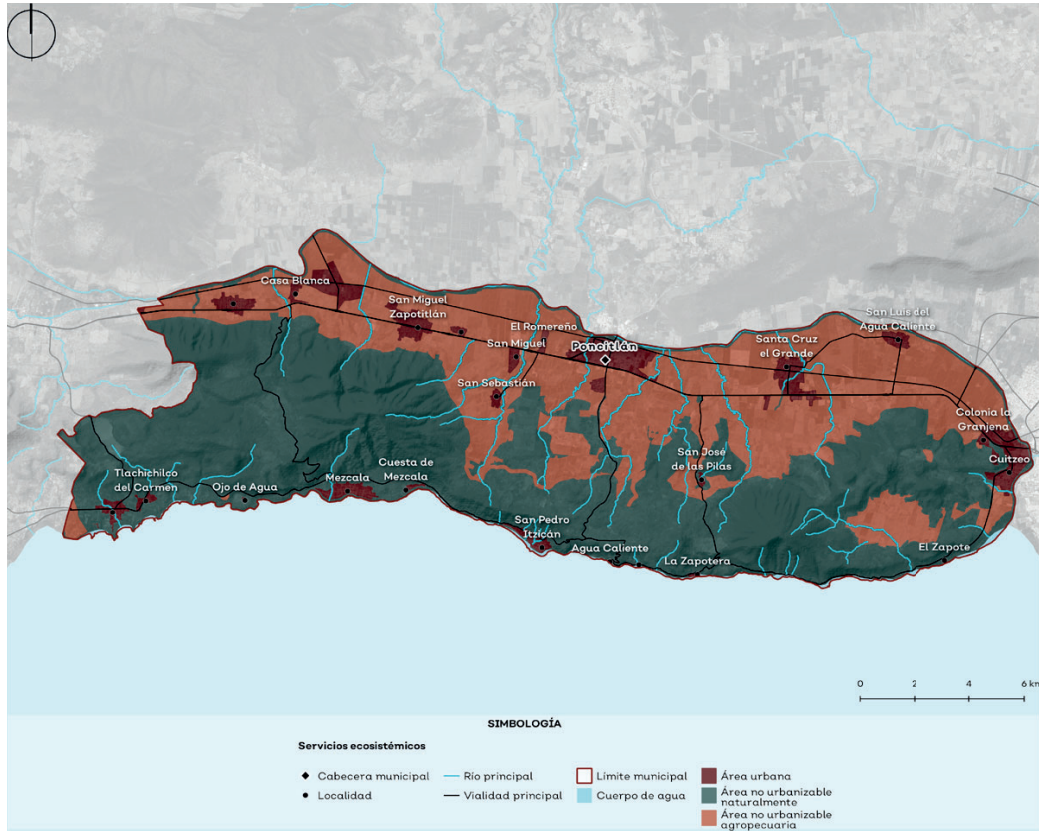 Casa Blanca
San Miguel
Zapotitlán
El Romereño
San Miguel
Poncitlán
San Luis del
Agua Caliente
Santa Cruz
el Grande
San Sebastián
Colonia la
Granjena
Cuitzeo
San José
de las Pilas
Tlachichilco
del Carmen
Ojo de Agua
Mezcala
Cuesta de
Mezcala
San Pedro
Itzicán
Agua Caliente
La Zapotera
El Zapote
0 2 4 6 km
SIMBOLOGÍA
Servicios ecosistémicos
Cabecera municipal
Localidad
Río principal
Vialidad principal
Límite municipal
Cuerpo de agua
Área urbana
Área no urbanizable
naturalmente
Área no urbanizable
agropecuaria